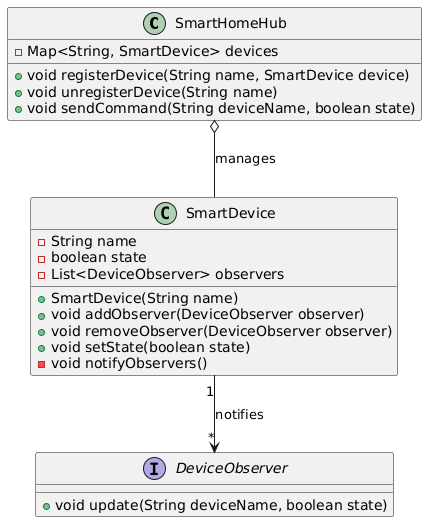 C SmartHomeHub
Map<String, SmartDevice> devices
void registerDevice(String name, SmartDevice device)
void unregisterDevice(String name)
void sendCommand(String deviceName, boolean state)
manages
C SmartDevice
String name
boolean state
List<DeviceObserver> observers
SmartDevice(String name)
void addObserver(DeviceObserver observer)
void removeObserver(DeviceObserver observer)
void setState(boolean state)
void notifyObservers()
1
notifies
*
I DeviceObserver
void update(String deviceName, boolean state)